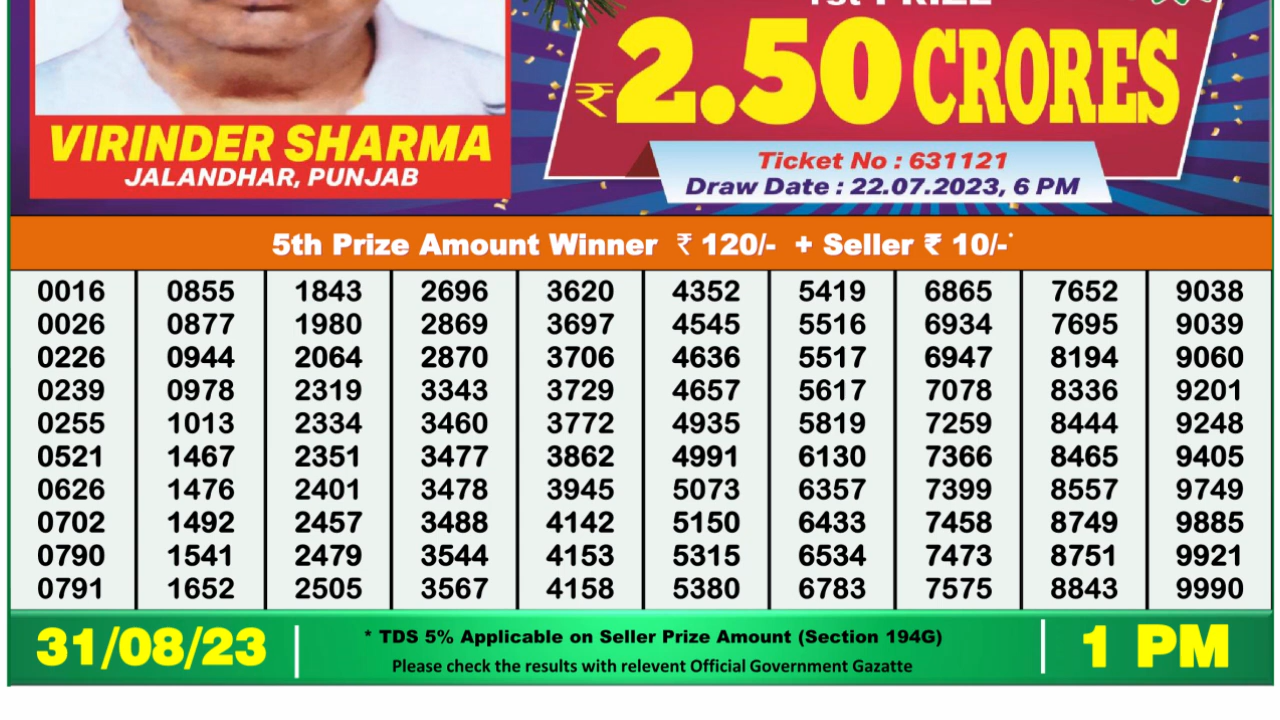 1st PRIZE
₹2.50 CRORES
VIRINDER SHARMA
JALANDHAR, PUNJAB
Ticket No : 631121
Draw Date : 22.07.2023, 6 PM
5th Prize Amount Winner ₹ 120/- + Seller ₹ 10/-*
0016 0855 1843 2696 3620 4352 5419 6865 7652 9038
0026 0877 1980 2869 3697 4545 5516 6934 7695 9039
0226 0944 2064 2870 3706 4636 5517 6947 8194 9060
0239 0978 2319 3343 3729 4657 5617 7078 8336 9201
0255 1013 2334 3460 3772 4935 5819 7259 8444 9248
0521 1467 2351 3477 3862 4991 6130 7366 8465 9405
0626 1476 2401 3478 3945 5073 6357 7399 8557 9749
0702 1492 2457 3488 4142 5150 6433 7458 8749 9885
0790 1541 2479 3544 4153 5315 6534 7473 8751 9921
0791 1652 2505 3567 4158 5380 6783 7575 8843 9990
31/08/23
* TDS 5% Applicable on Seller Prize Amount (Section 194G)
Please check the results with relevent Official Government Gazatte
1 PM